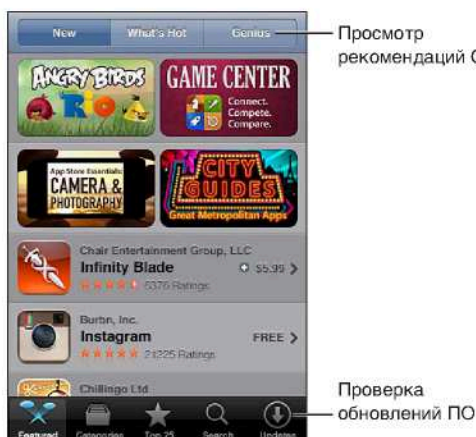 New What's Hot Genius
Просмотр
рекомендаций
ANGRY BIRDS
RIO
GAME CENTER
Connect.
Compete.
Compare.
App Store Essentials:
CAMERA &
PHOTOGRAPHY
CITY
GUIDES
Great Metropolitan Apps
Chair Entertainment Group, LLC
Infinity Blade
+ $5.99
5376 Ratings
Burbn, Inc.
Instagram
FREE
21225 Ratings
Chillingo Ltd
Проверка
обновлений ПО
Featured Categories Top 25 Search Updates